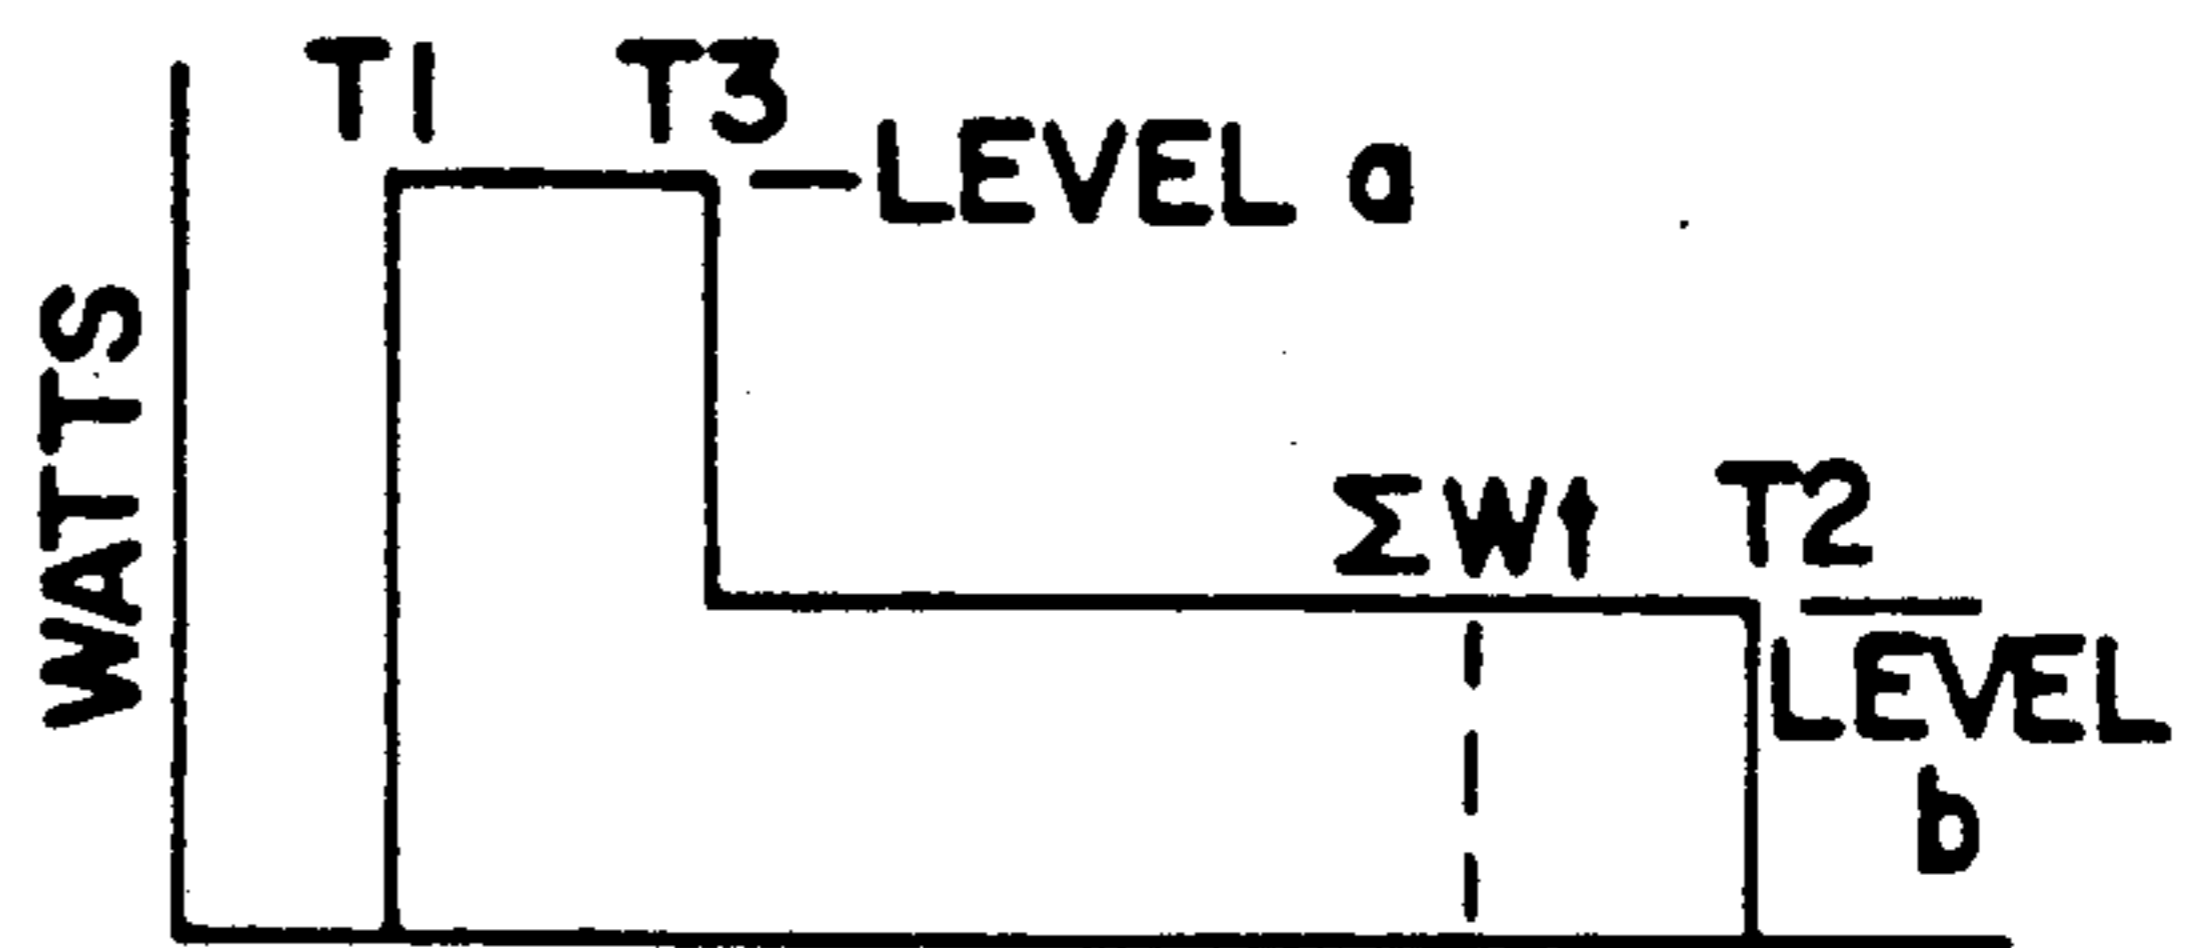 T1 T3
LEVEL a
WATTS
ΣWt T2
LEVEL
b